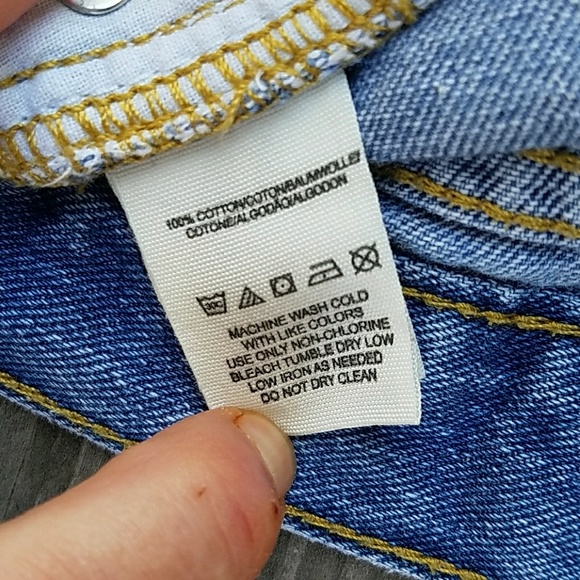 100% COTTON/COTON/BAUMWOLLE/
COTONE/ALGODÃO/ALGODON
30C
MACHINE WASH COLD
WITH LIKE COLORS
USE ONLY NON-CHLORINE
BLEACH TUMBLE DRY LOW
LOW IRON AS NEEDED
DO NOT DRY CLEAN